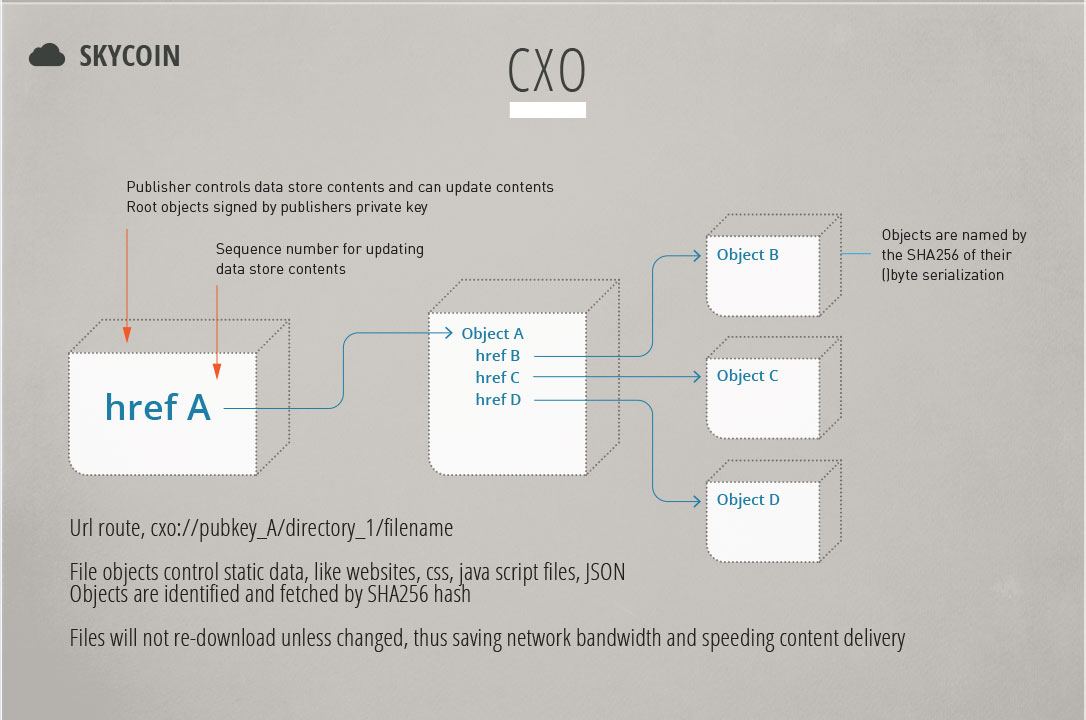 SKYCOIN
CXO
Publisher controls data store contents and can update contents
Root objects signed by publishers private key
Sequence number for updating
data store contents
href A
Object A
href B
href C
href D
Object B
Object C
Object D
Objects are named by
the SHA256 of their
()byte serialization
Url route, cxo://pubkey_A/directory_1/filename
File objects control static data, like websites, css, java script files, JSON
Objects are identified and fetched by SHA256 hash
Files will not re-download unless changed, thus saving network bandwidth and speeding content delivery